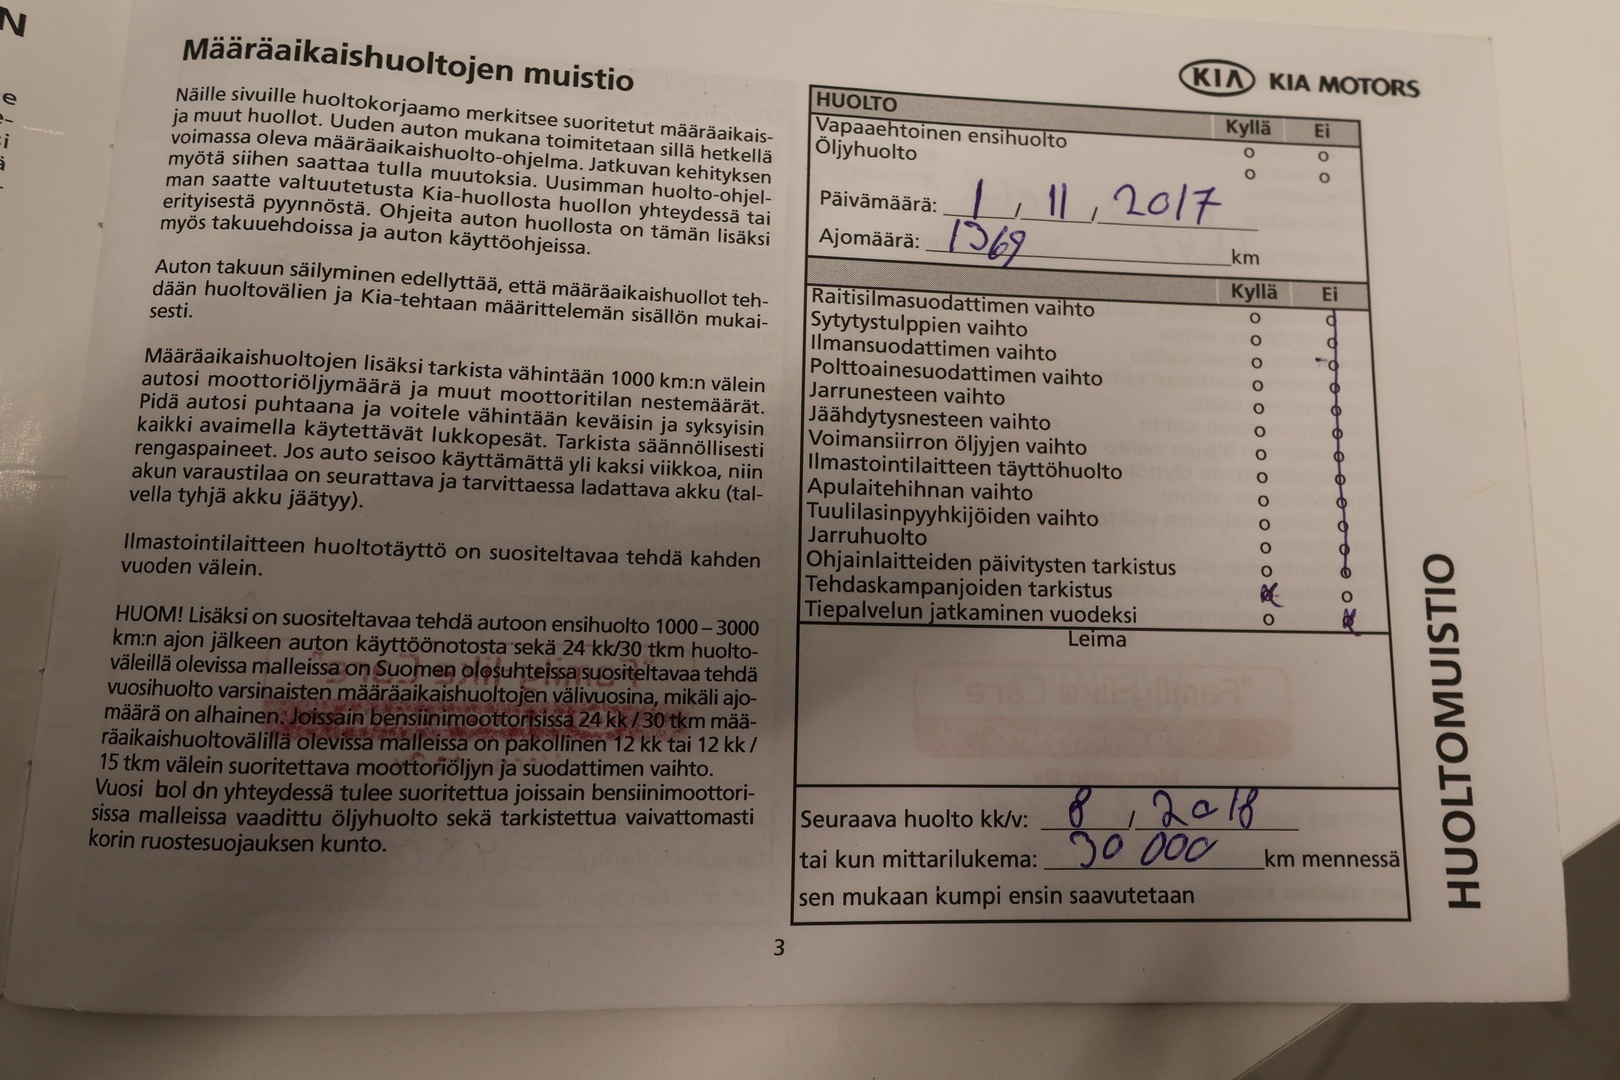 N
Määräaikaishuoltojen muistio
Näille sivuille huoltokorjaamo merkitsee suoritetut määräaikais-
ja muut huollot. Uuden auton mukana toimitetaan sillä hetkellä
voimassa oleva määräaikaishuolto-ohjelma. Jatkuvan kehityksen
myötä siihen saattaa tulla muutoksia. Uusimman huolto-ohjel-
man saatte valtuutetusta Kia-huollosta huollon yhteydessä tai
erityisestä pyynnöstä. Ohjeita auton huollosta on tämän lisäksi
myös takuuehdoissa ja auton käyttöohjeissa.
Auton takuun säilyminen edellyttää, että määräaikaishuollot teh-
dään huoltovälien ja Kia-tehtaan määrittelemän sisällön mukai-
sesti.
Määräaikaishuoltojen lisäksi tarkista vähintään 1000 km:n välein
autosi moottoriöljymäärä ja muut moottoritilan nestemäärät.
Pidä autosi puhtaana ja voitele vähintään keväisin ja syksyisin
kaikki avaimella käytettävät lukkopesät. Tarkista säännöllisesti
rengaspaineet. Jos auto seisoo käyttämättä yli kaksi viikkoa, niin
akun varaustilaa on seurattava ja tarvittaessa ladattava akku (tal-
vella tyhjä akku jäätyy).
Ilmastointilaitteen huoltotäyttö on suositeltavaa tehdä kahden
vuoden välein.
HUOM! Lisäksi on suositeltavaa tehdä autoon ensihuolto 1000 – 3000
km:n ajon jälkeen auton käyttöönotosta sekä 24 kk/30 tkm huolto-
väleillä olevissa malleissa on Suomen olosuhteissa suositeltavaa tehdä
vuosihuolto varsinaisten määräaikaishuoltojen välivuosina, mikäli ajo-
määrä on alhainen. Joissain bensiinimoottorisissa 24 kk / 30 tkm mää-
räaikaishuoltovälillä olevissa malleissa on pakollinen 12 kk tai 12 kk /
15 tkm välein suoritettava moottoriöljyn ja suodattimen vaihto.
Vuosi yhteydessä tulee suoritettua joissain bensiinimoottori-
sissa malleissa vaadittu öljyhuolto sekä tarkistettua vaivattomasti
korin ruostesuojauksen kunto.
3
KIA KIA MOTORS
HUOLTO Kyllä Ei
Vapaaehtoinen ensihuolto o o
Öljyhuolto o o
Päivämäärä: 1 / 11 / 2017
Ajomäärä: 1369 km
Kyllä Ei
Raitisilmasuodattimen vaihto o o
Sytytystulppien vaihto o o
Ilmansuodattimen vaihto o o
Polttoainesuodattimen vaihto o o
Jarrunesteen vaihto o o
Jäähdytysnesteen vaihto o o
Voimansiirron öljyjen vaihto o o
Ilmastointilaitteen täyttöhuolto o o
Apulaitehihnan vaihto o o
Tuulilasinpyyhkijöiden vaihto o o
Jarruhuolto o o
Ohjainlaitteiden päivitysten tarkistus o o
Tehdaskampanjoiden tarkistus x o
Tiepalvelun jatkaminen vuodeksi o x
Leima
Seuraava huolto kk/v: 8 / 2018
tai kun mittarilukema: 30 000 km mennessä
sen mukaan kumpi ensin saavutetaan
HUOLTOMUISTIO